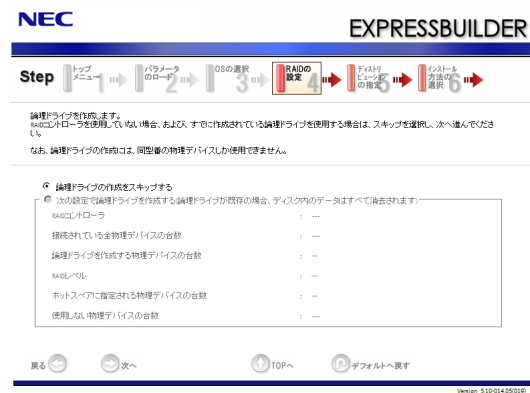 NEC
EXPRESSBUILDER
Step
トップ
メニュー 1
パラメータ
のロード 2
OSの選択 3
RAIDの
設定 4
ディストリ
ビューション
の指定 5
インストール
方法の
選択 6
論理ドライブを作成します。
RAIDコントローラを使用していない場合、および、すでに作成されている論理ドライブを使用する場合は、スキップを選択し、次へ進んでくださ
い。
なお、論理ドライブの作成には、同型番の物理デバイスしか使用できません。
論理ドライブの作成をスキップする
次の設定で論理ドライブを作成する(論理ドライブが既存の場合、ディスク内のデータはすべて消去されます)
RAIDコントローラ : ---
接続されている全物理デバイスの台数 : ---
論理ドライブを作成する物理デバイスの台数 : --
RAIDレベル : --
ホットスペアに指定される物理デバイスの台数 : --
使用しない物理デバイスの台数 : ---
戻る 次へ TOPへ デフォルトへ戻す
Version 5.10-014.05(019)